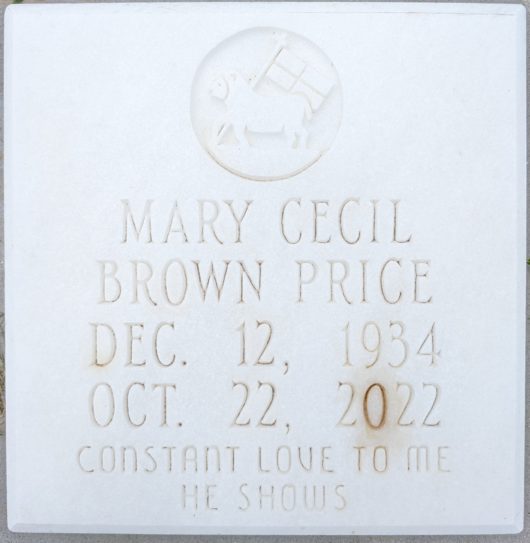 MARY CECIL
BROWN PRICE
DEC. 12, 1934
OCT. 22, 2022
CONSTANT LOVE TO ME
HE SHOWS